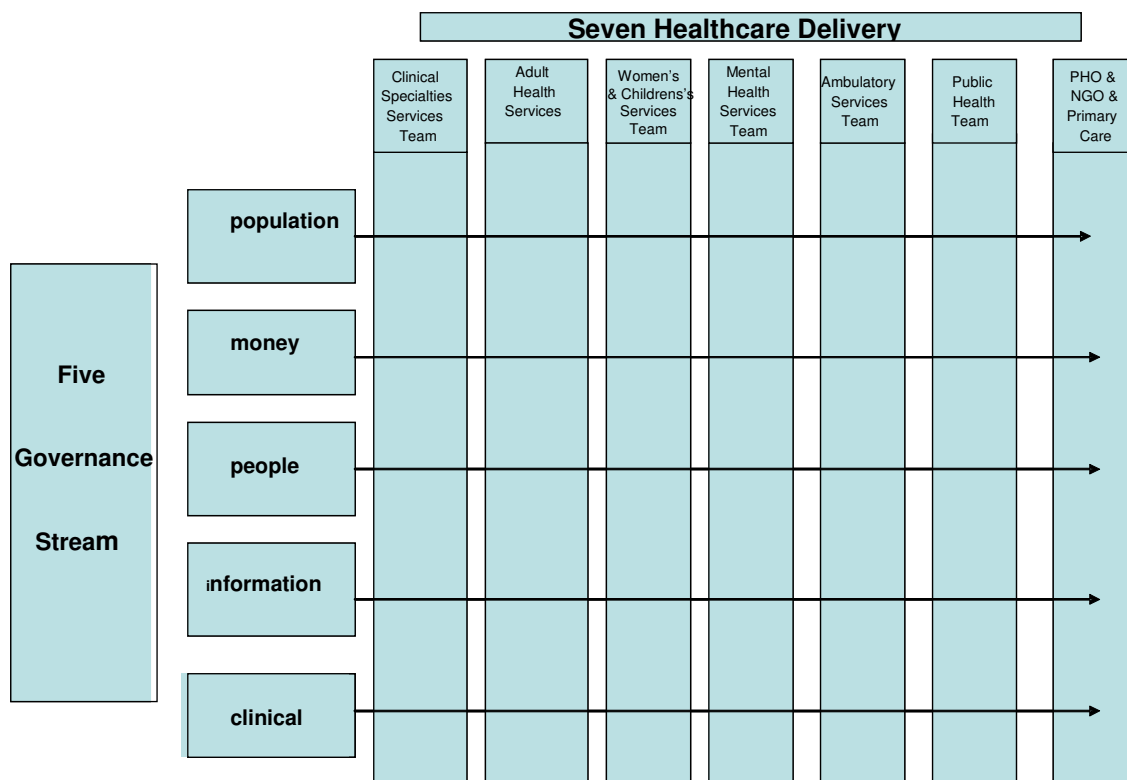 Seven Healthcare Delivery
Clinical
Specialties
Services
Team
Adult
Health
Services
Women's
& Childrens's
Services
Team
Mental
Health
Services
Team
Ambulatory
Services
Team
Public
Health
Team
PHO &
NGO &
Primary
Care
Five
Governance
Stream
population
money
people
information
clinical